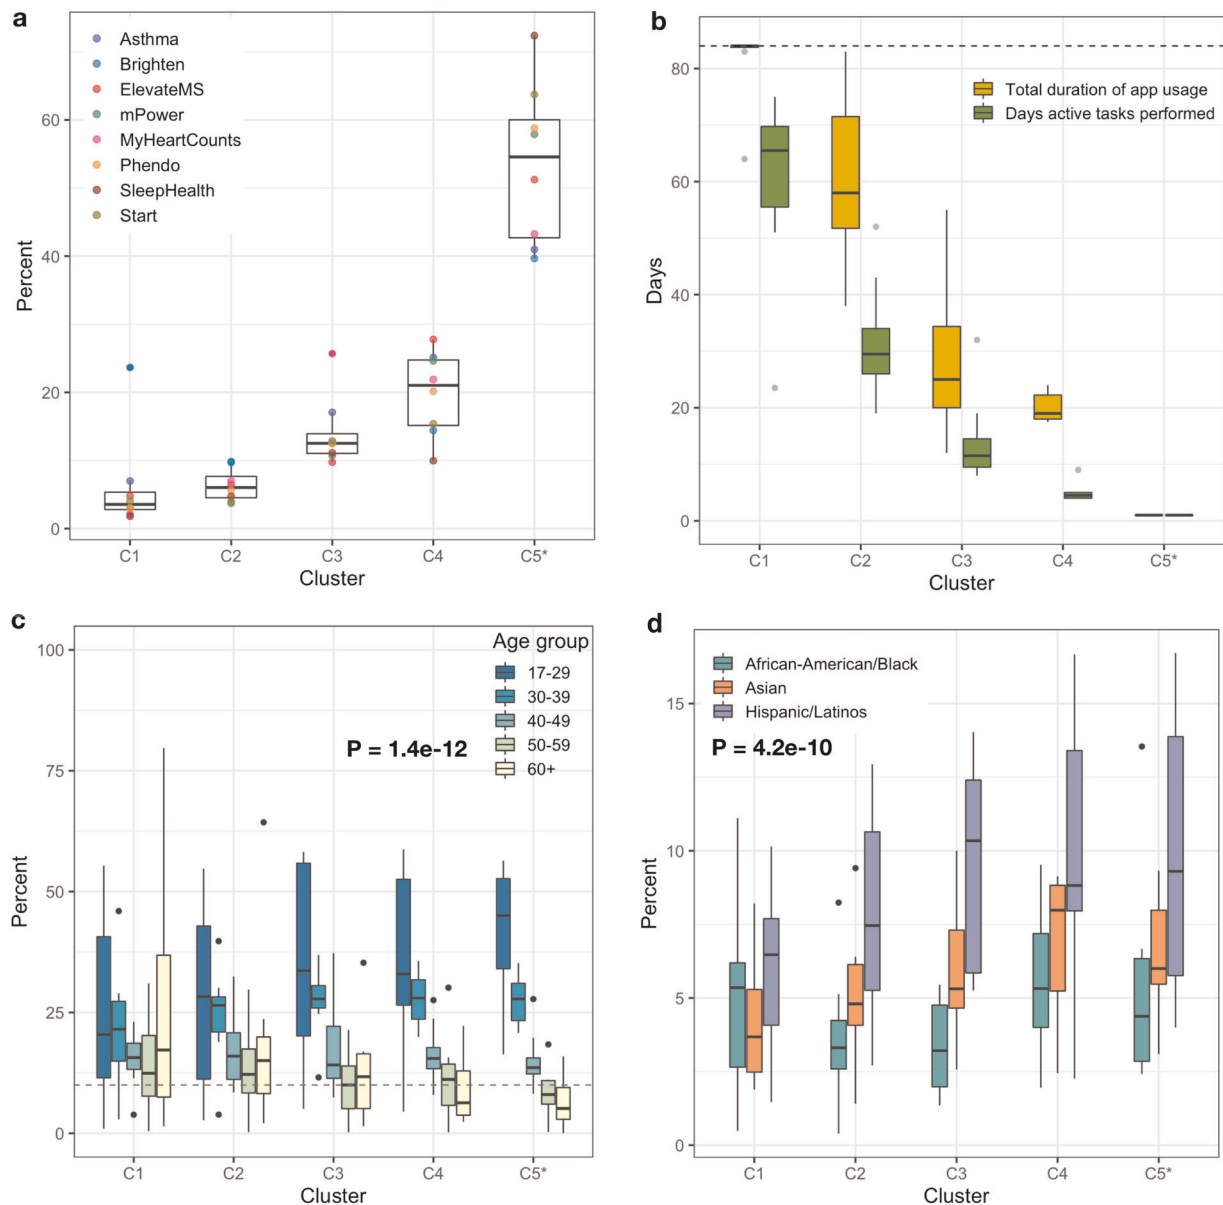 a
Asthma
Brighten
ElevateMS
mPower
MyHeartCounts
Phendo
SleepHealth
Start
Percent
60
40
20
0
C1 C2 C3 C4 C5*
Cluster
b
Total duration of app usage
Days active tasks performed
Days
80
60
40
20
0
C1 C2 C3 C4 C5*
Cluster
c
Age group
17-29
30-39
40-49
50-59
60+
P = 1.4e-12
Percent
100
75
50
25
0
C1 C2 C3 C4 C5*
Cluster
d
African-American/Black
Asian
Hispanic/Latinos
P = 4.2e-10
Percent
15
10
5
0
C1 C2 C3 C4 C5*
Cluster